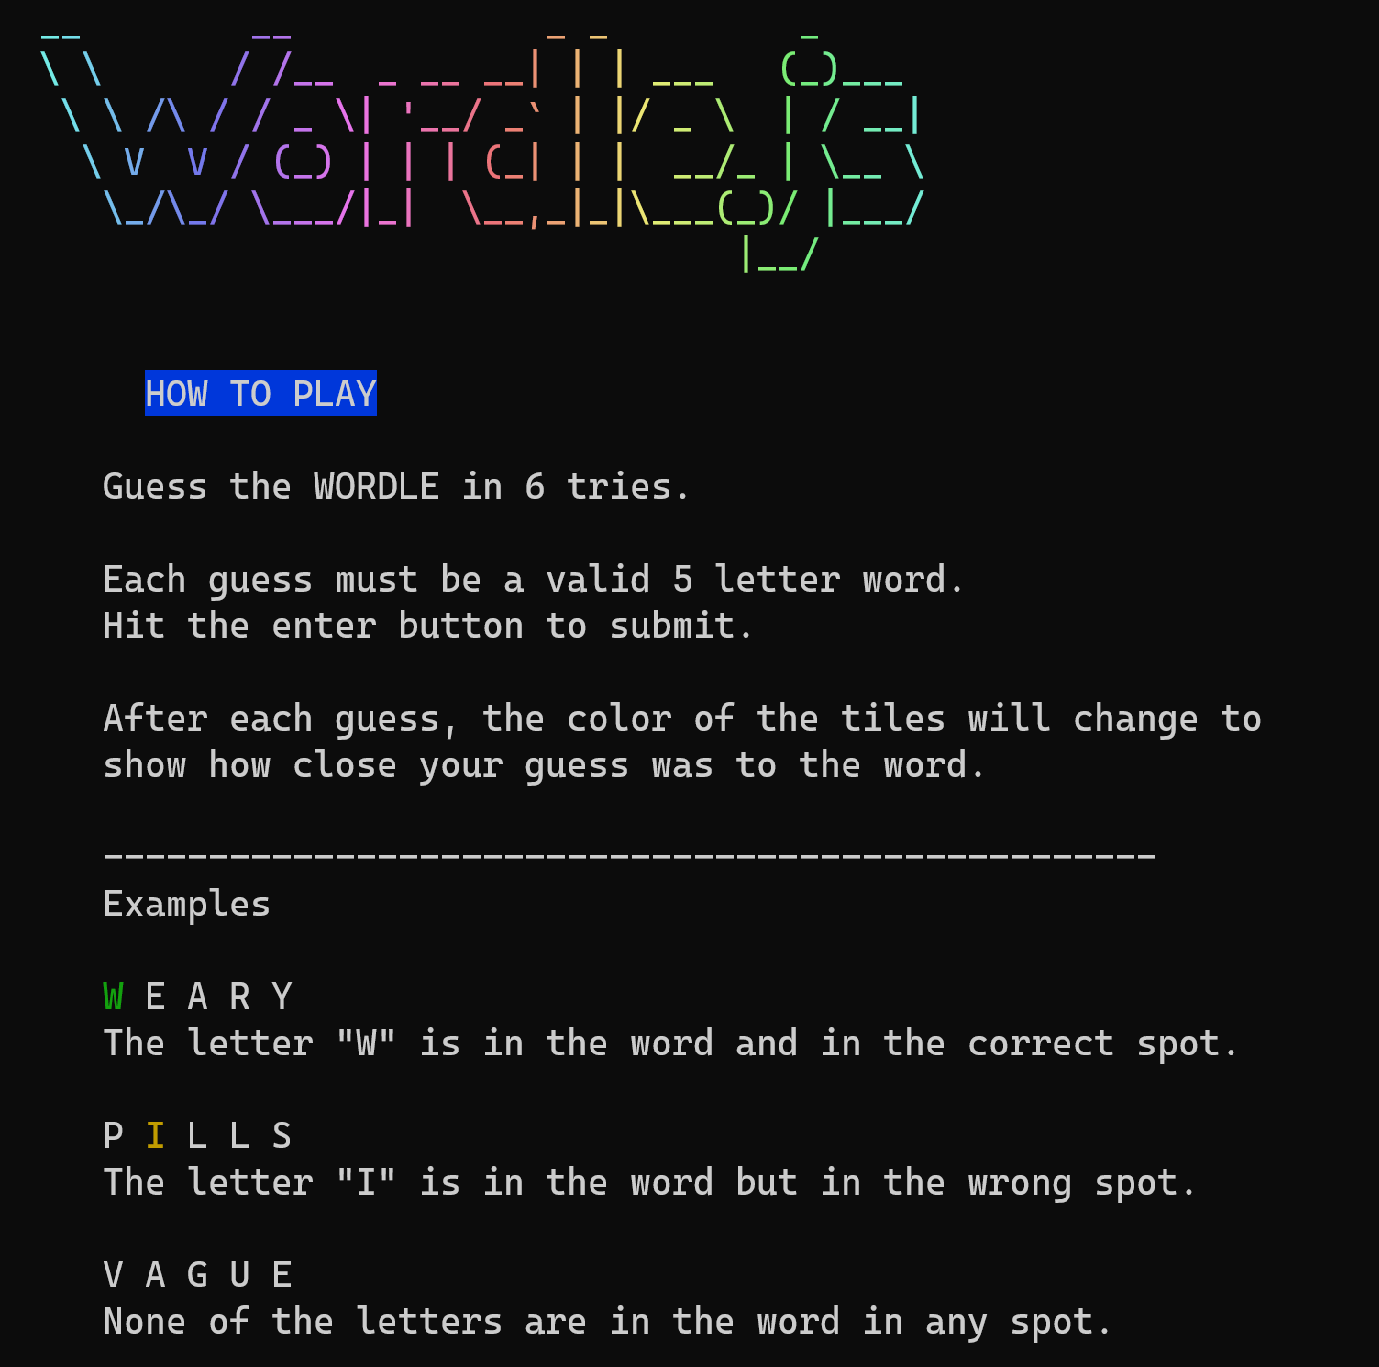 Wordle.js
HOW TO PLAY
Guess the WORDLE in 6 tries.
Each guess must be a valid 5 letter word.
Hit the enter button to submit.
After each guess, the color of the tiles will change to
show how close your guess was to the word.
--------------------------------------------------
Examples
W E A R Y
The letter "W" is in the word and in the correct spot.
P I L L S
The letter "I" is in the word but in the wrong spot.
V A G U E
None of the letters are in the word in any spot.